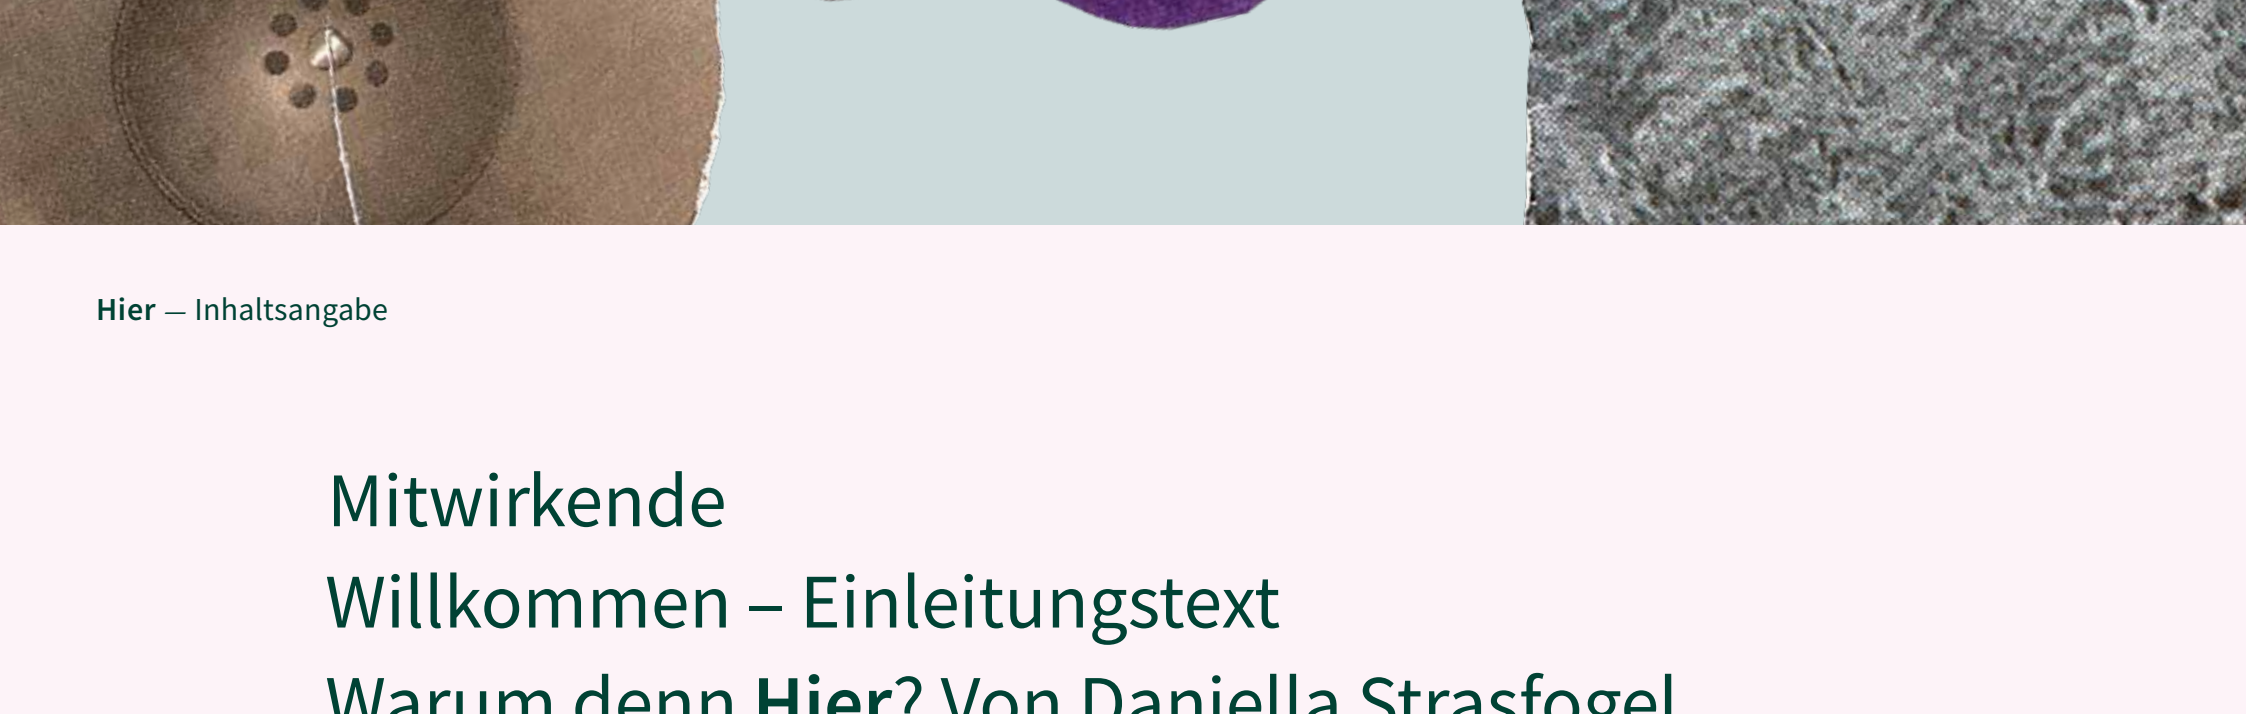 Hier — Inhaltsangabe
Mitwirkende
Willkommen – Einleitungstext
Warum denn Hier? Von Daniella Strasfogel